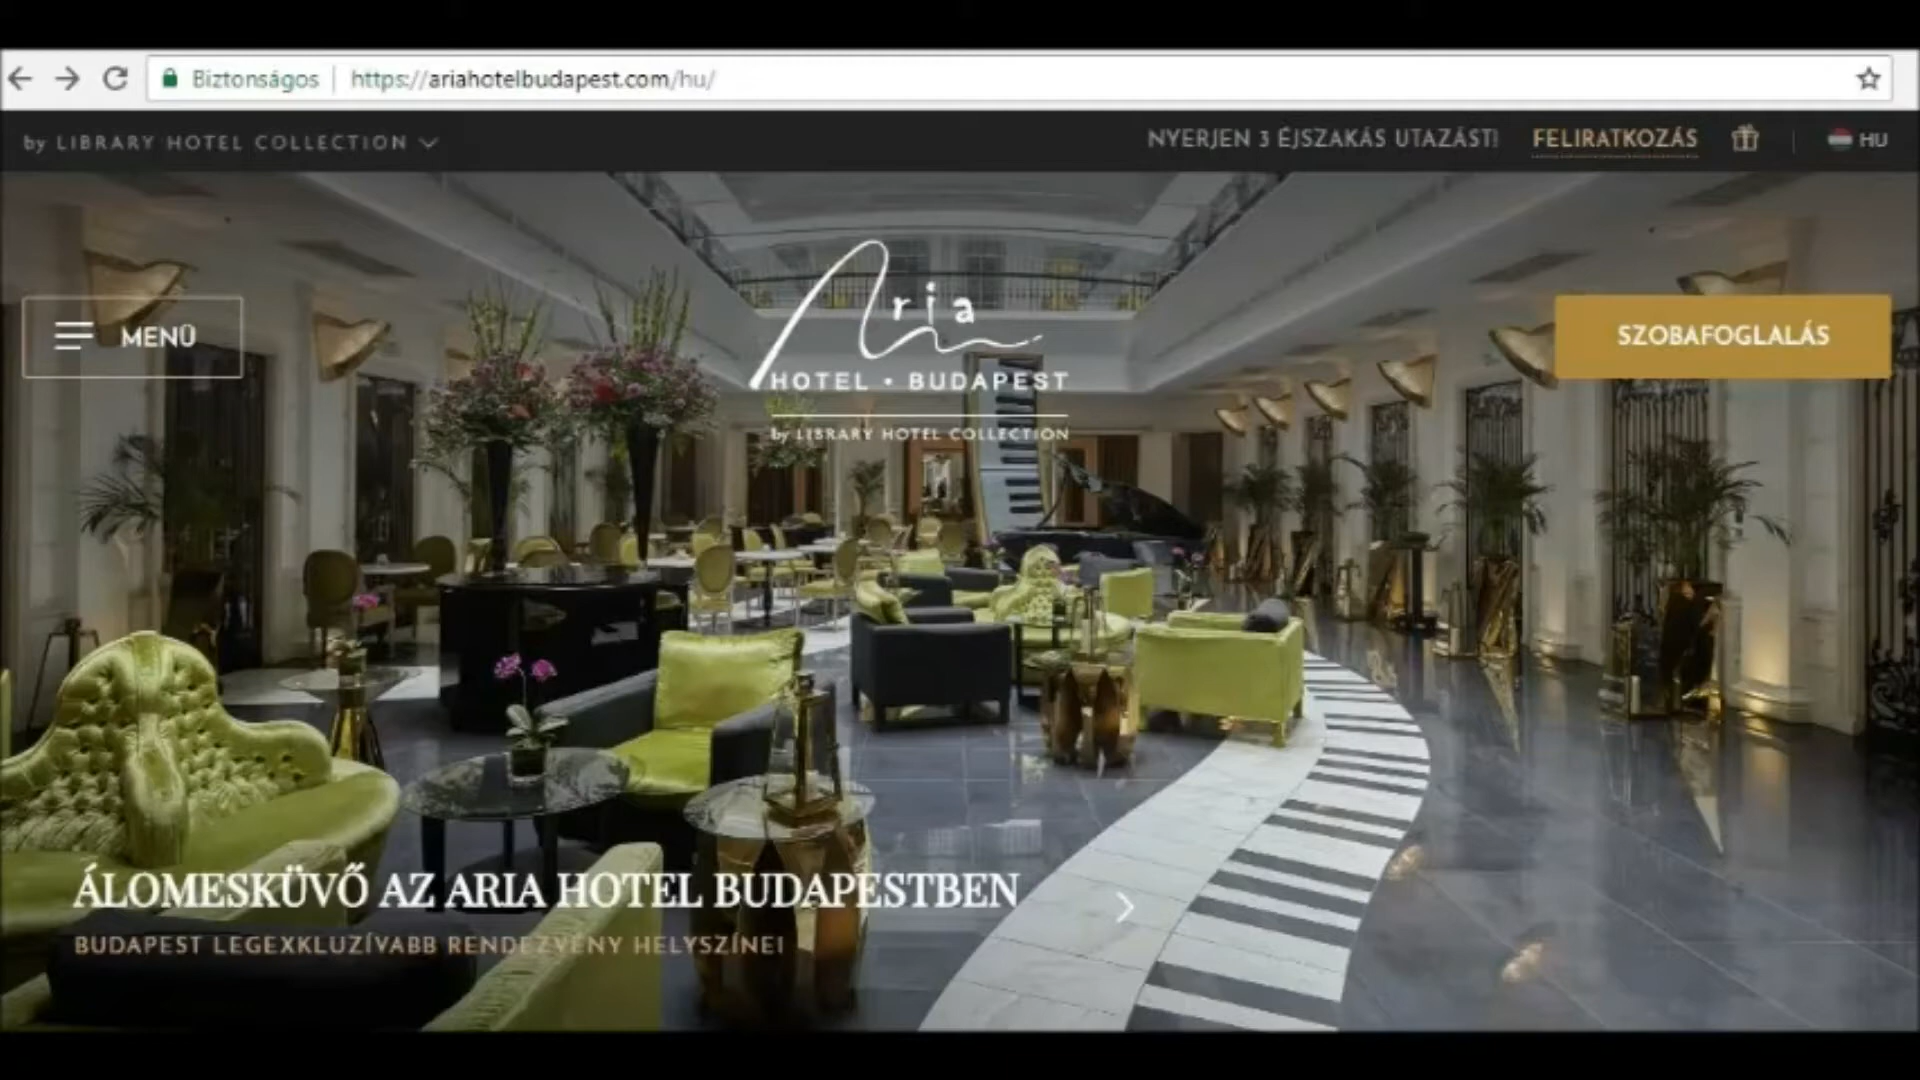 Biztonságos | https://ariahotelbudapest.com/hu/
by LIBRARY HOTEL COLLECTION
NYERJEN 3 ÉJSZAKÁS UTAZÁST!
FELIRATKOZÁS
HU
MENÜ
Aria
HOTEL • BUDAPEST
by LIBRARY HOTEL COLLECTION
SZOBAFOGLALÁS
ÁLOMESKÜVŐ AZ ARIA HOTEL BUDAPESTBEN
BUDAPEST LEGEXKLUZÍVABB RENDEZVÉNY HELYSZÍNEI